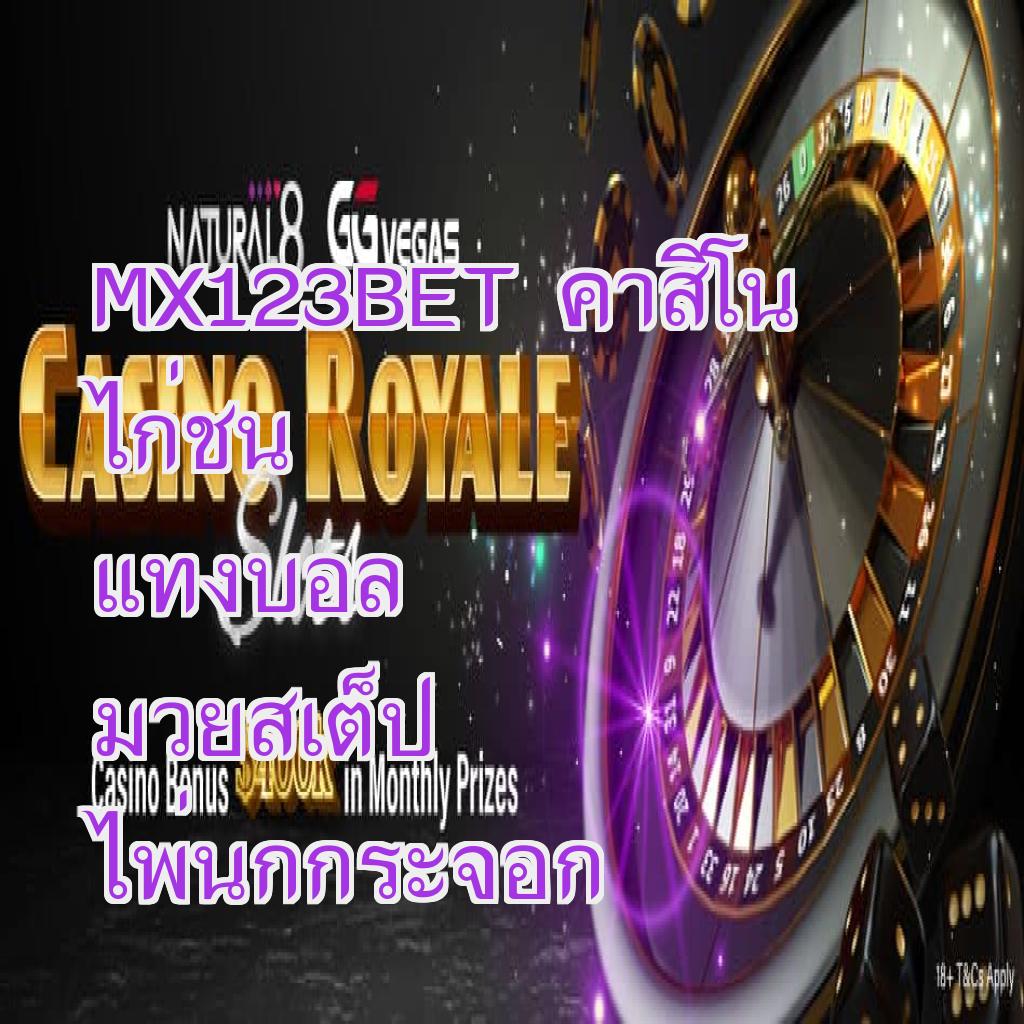 NATURAL8 GGVEGAS
MX123BET คาสิโน
CASINO ROYALE
ไก่ชน
Slots
แทงบอล
มวยสเต็ป
Casino Bonus $400K in Monthly Prizes
ไพ่นกกระจอก
18+ T&Cs Apply